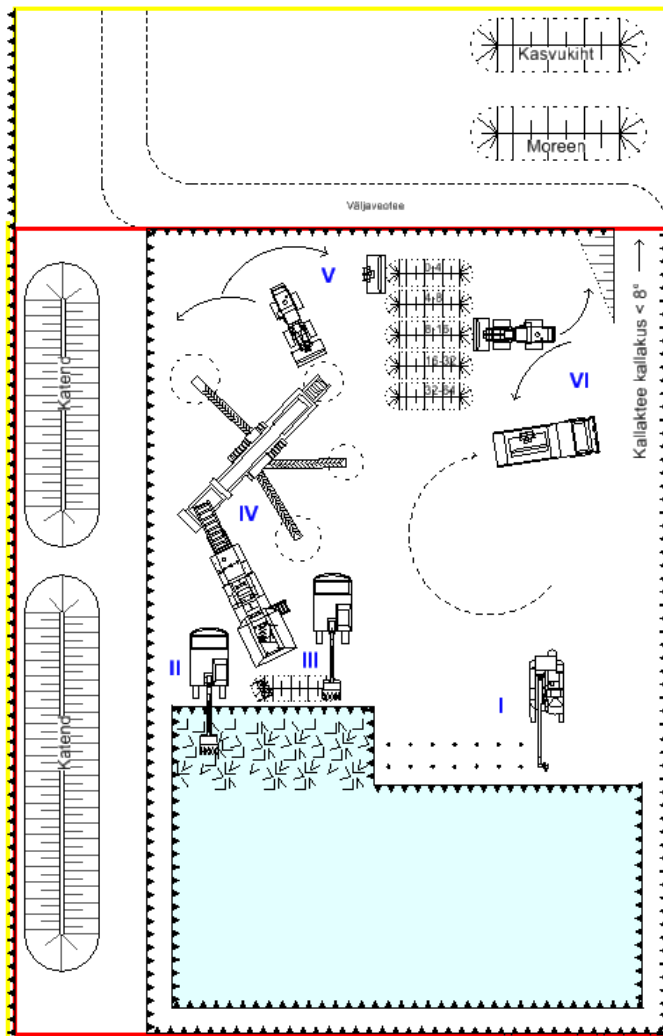 Kasvukiht
Moreen
Väljaveotee
Kallaktee kallakus < 8°
Katend
V
0-4
4-8
8-16
16-32
32-64
VI
IV
II
III
I
Katend